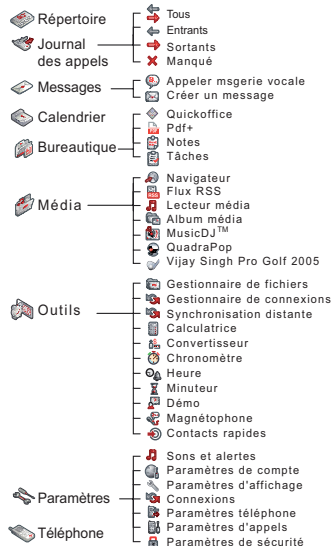 Répertoire
Journal
des appels
Tous
Entrants
Sortants
Manqué
Messages
Appeler msgerie vocale
Créer un message
Calendrier
Bureautique
Quickoffice
Pdf+
Notes
Tâches
Média
Navigateur
Flux RSS
Lecteur média
Album média
MusicDJ™
QuadraPop
Vijay Singh Pro Golf 2005
Outils
Gestionnaire de fichiers
Gestionnaire de connexions
Synchronisation distante
Calculatrice
Convertisseur
Chronomètre
Heure
Minuteur
Démo
Magnétophone
Contacts rapides
Paramètres
Sons et alertes
Paramètres de compte
Paramètres d'affichage
Connexions
Paramètres téléphone
Paramètres d'appels
Paramètres de sécurité
Téléphone